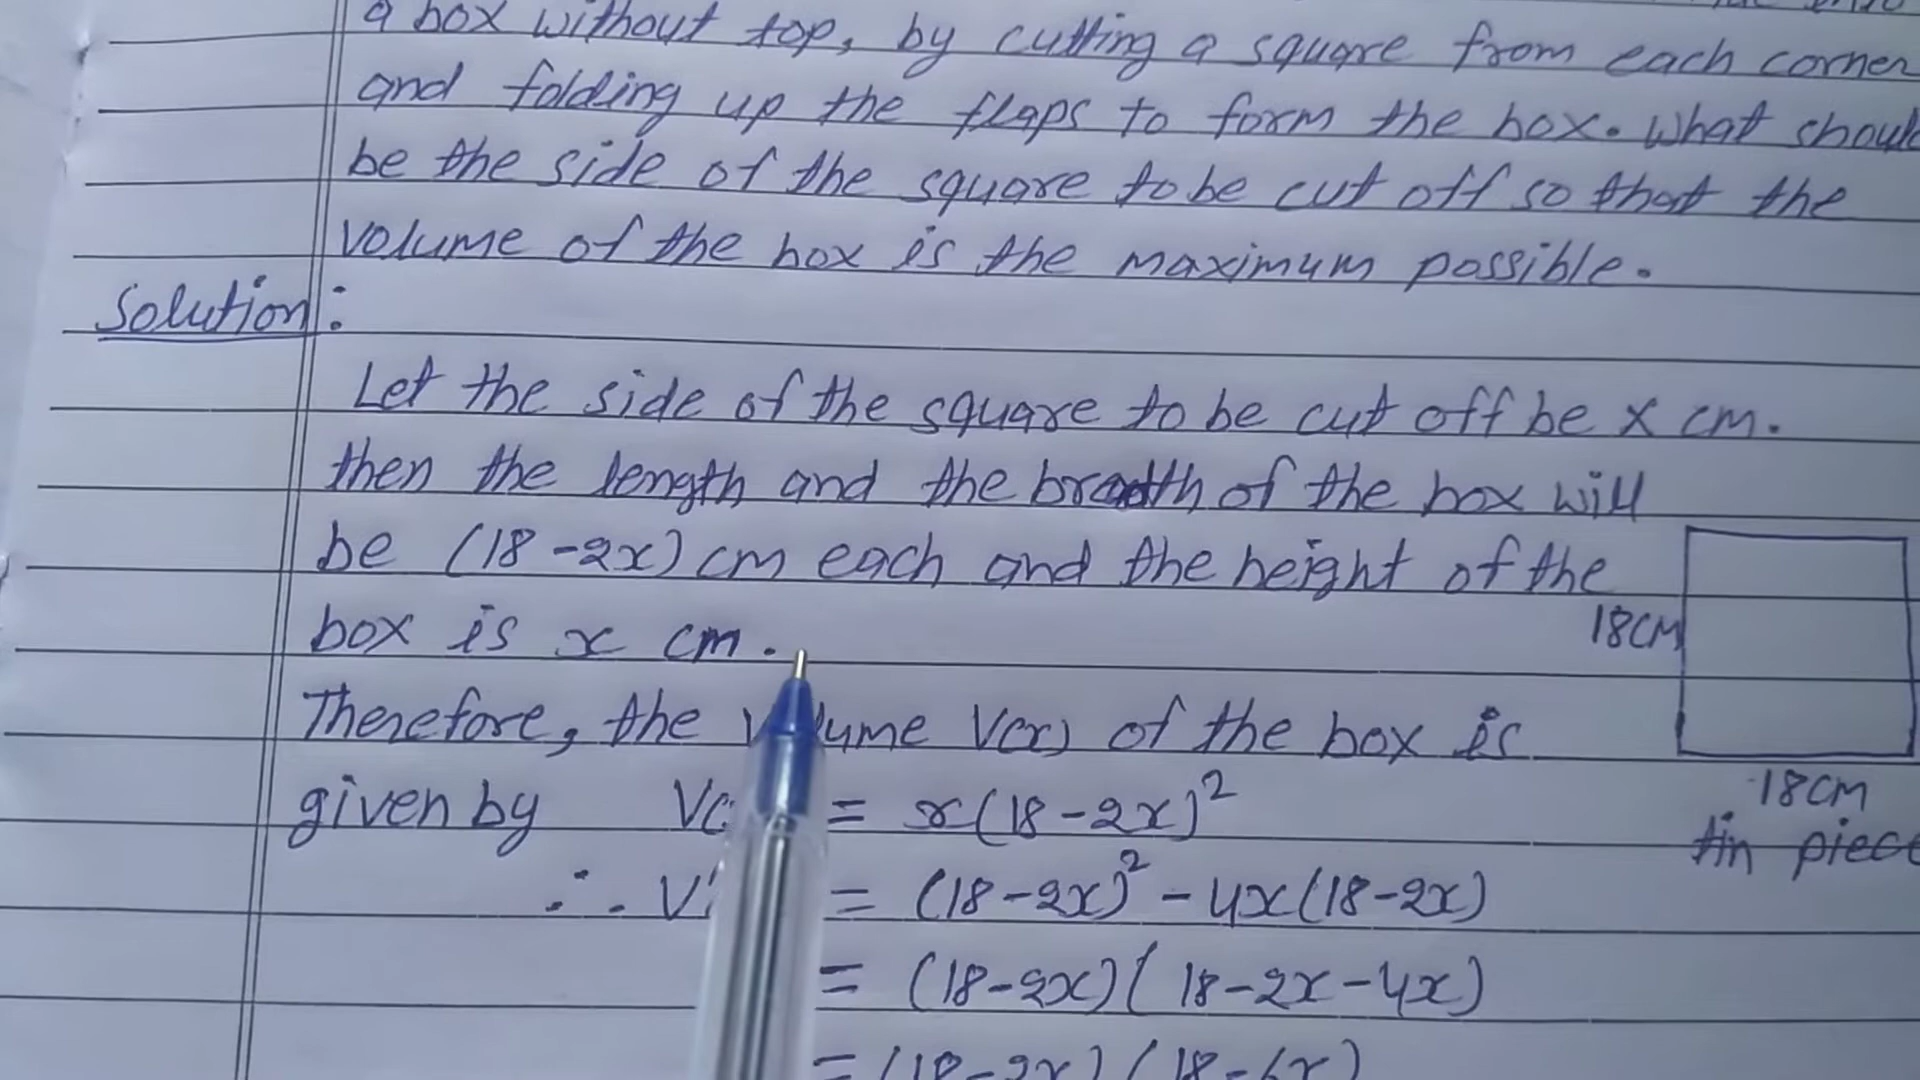 a box without top, by cutting a square from each corner
and folding up the flaps to form the box. What should
be the side of the square to be cut off so that the
volume of the box is the maximum possible.
Solution:
Let the side of the square to be cut off be x cm.
then the length and the breadth of the box will
be (18-2x) cm each and the height of the
box is x cm.
18CM
Therefore, the volume V(x) of the box is
18CM
given by V( = x(18-2x)²
tin piece
∴ V' = (18-2x)² - 4x(18-2x)
= (18-2x)(18-2x-4x)
= (18-2x)(18-6x)